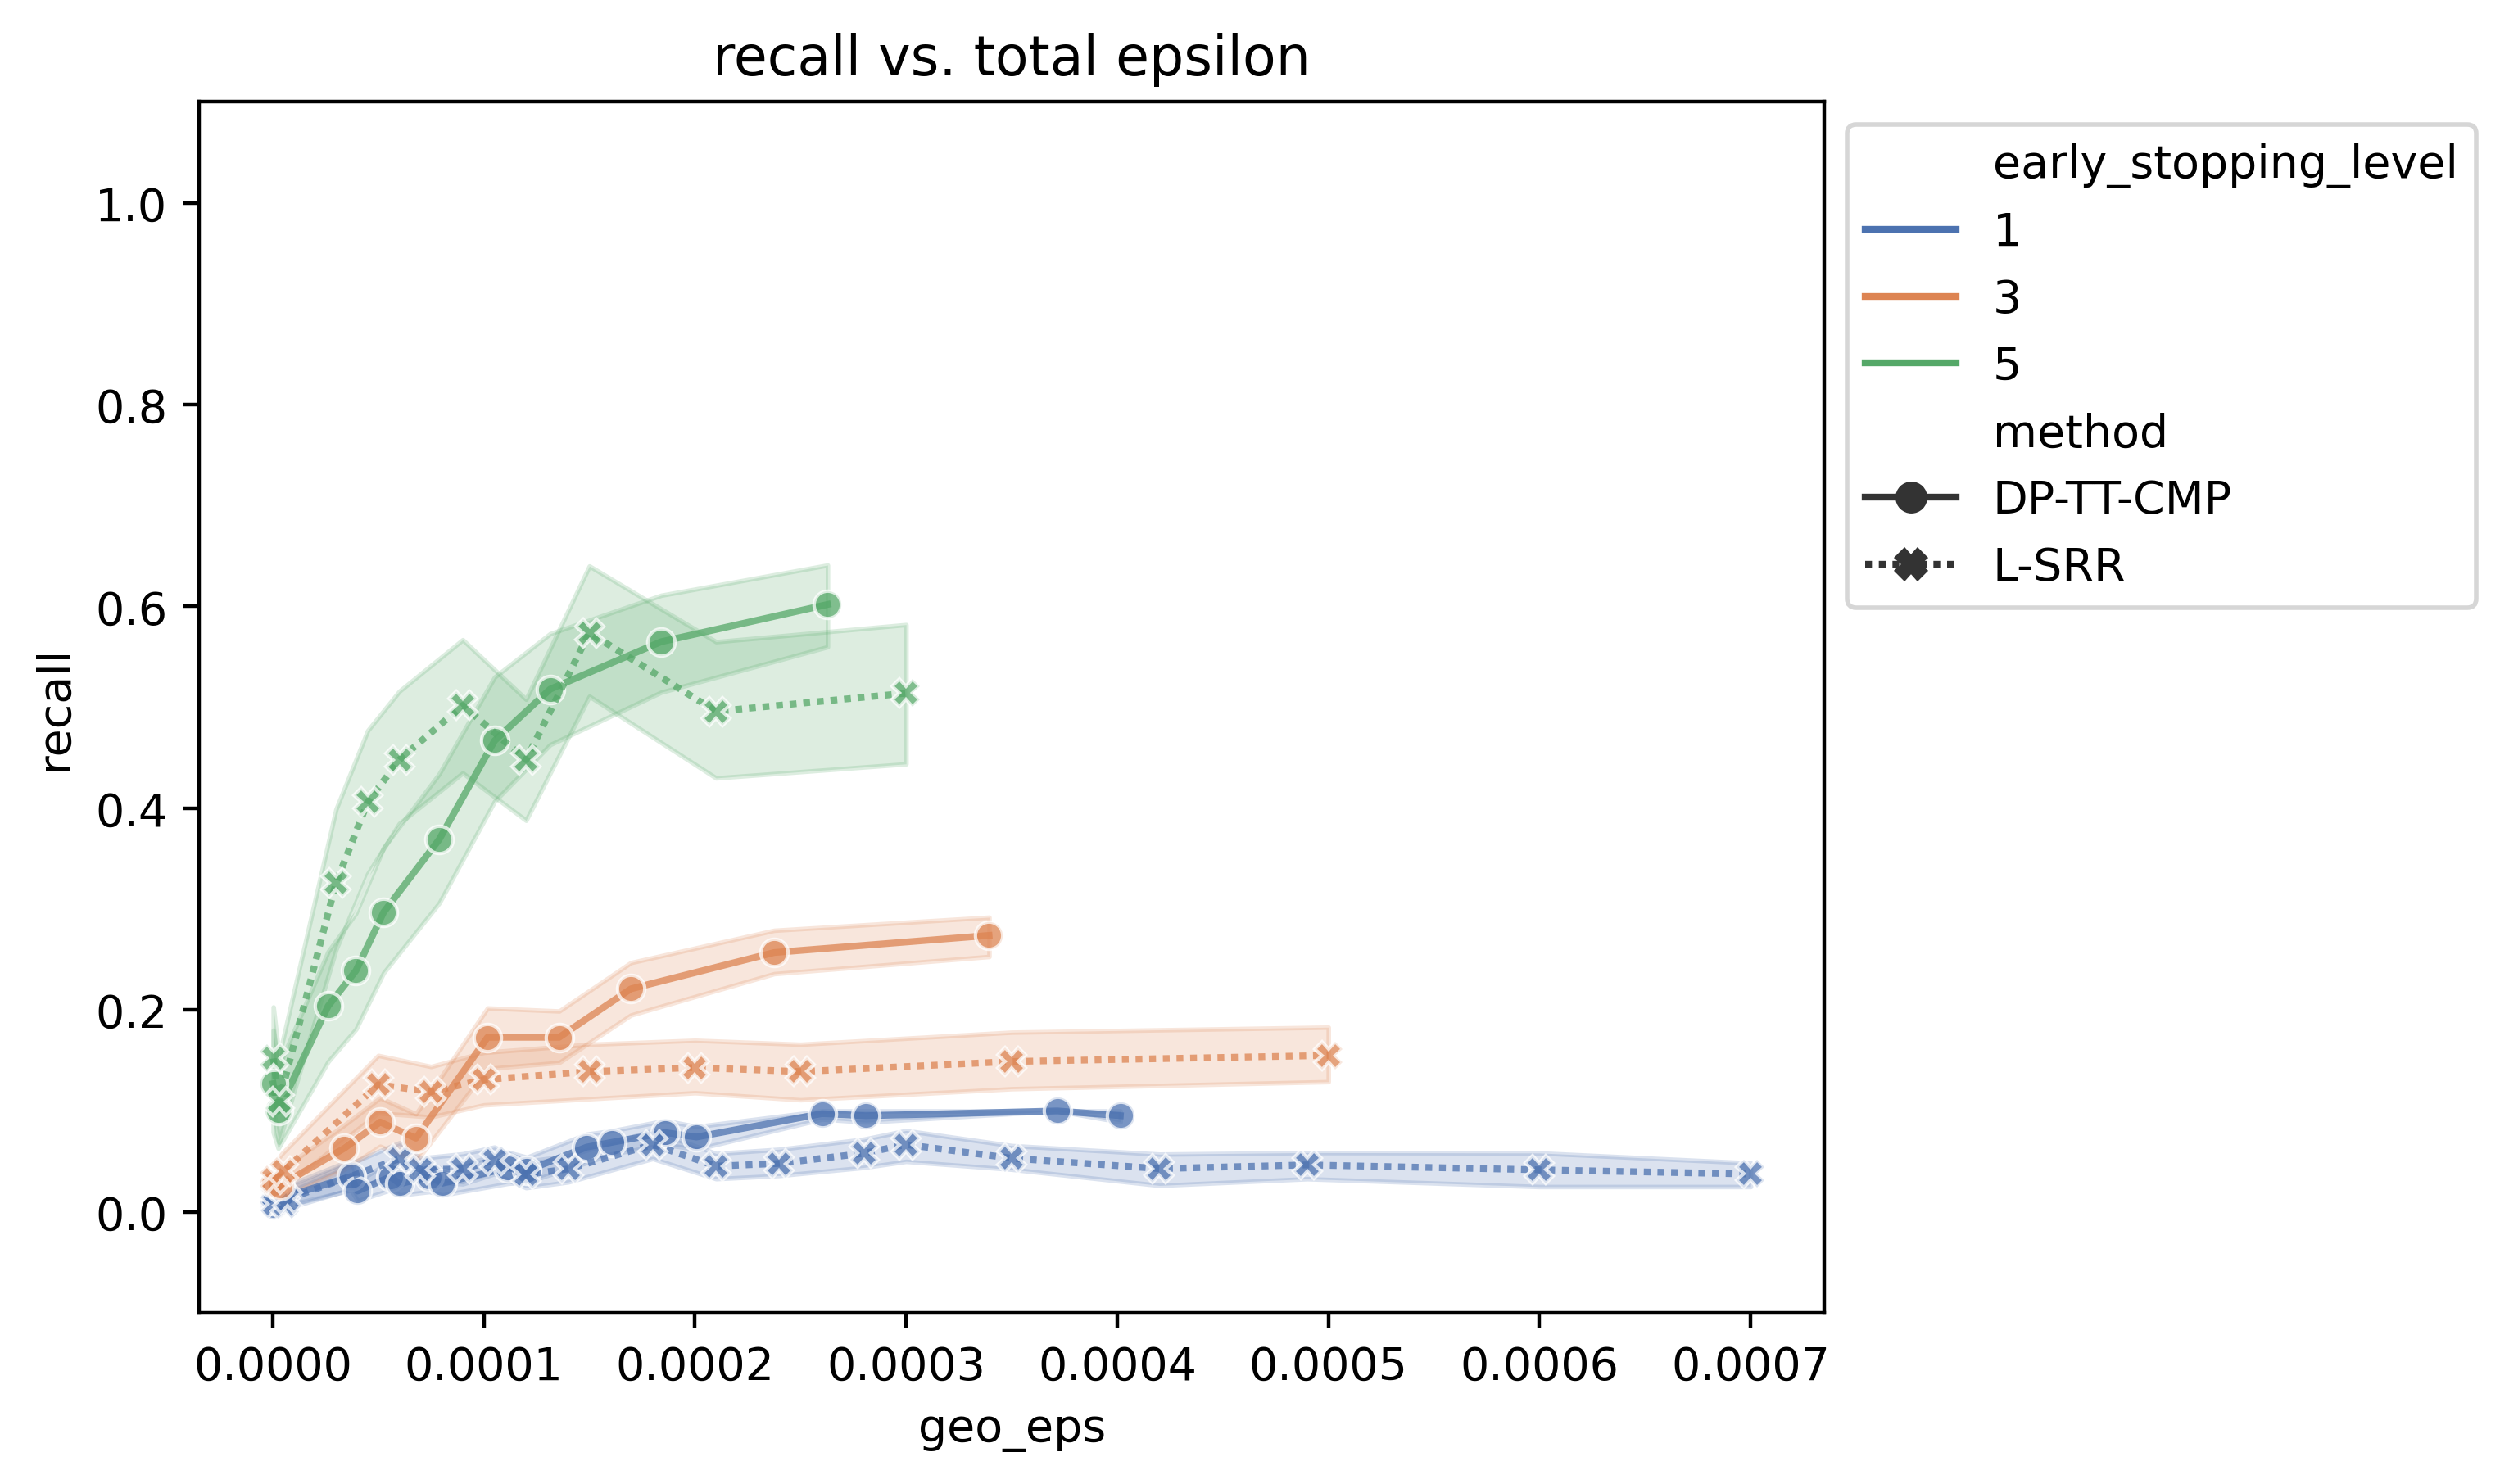 recall vs. total epsilon
1.0
0.8
0.6
0.4
0.2
0.0
recall
0.0000 0.0001 0.0002 0.0003 0.0004 0.0005 0.0006 0.0007
geo_eps
early_stopping_level
1
3
5
method
DP-TT-CMP
L-SRR